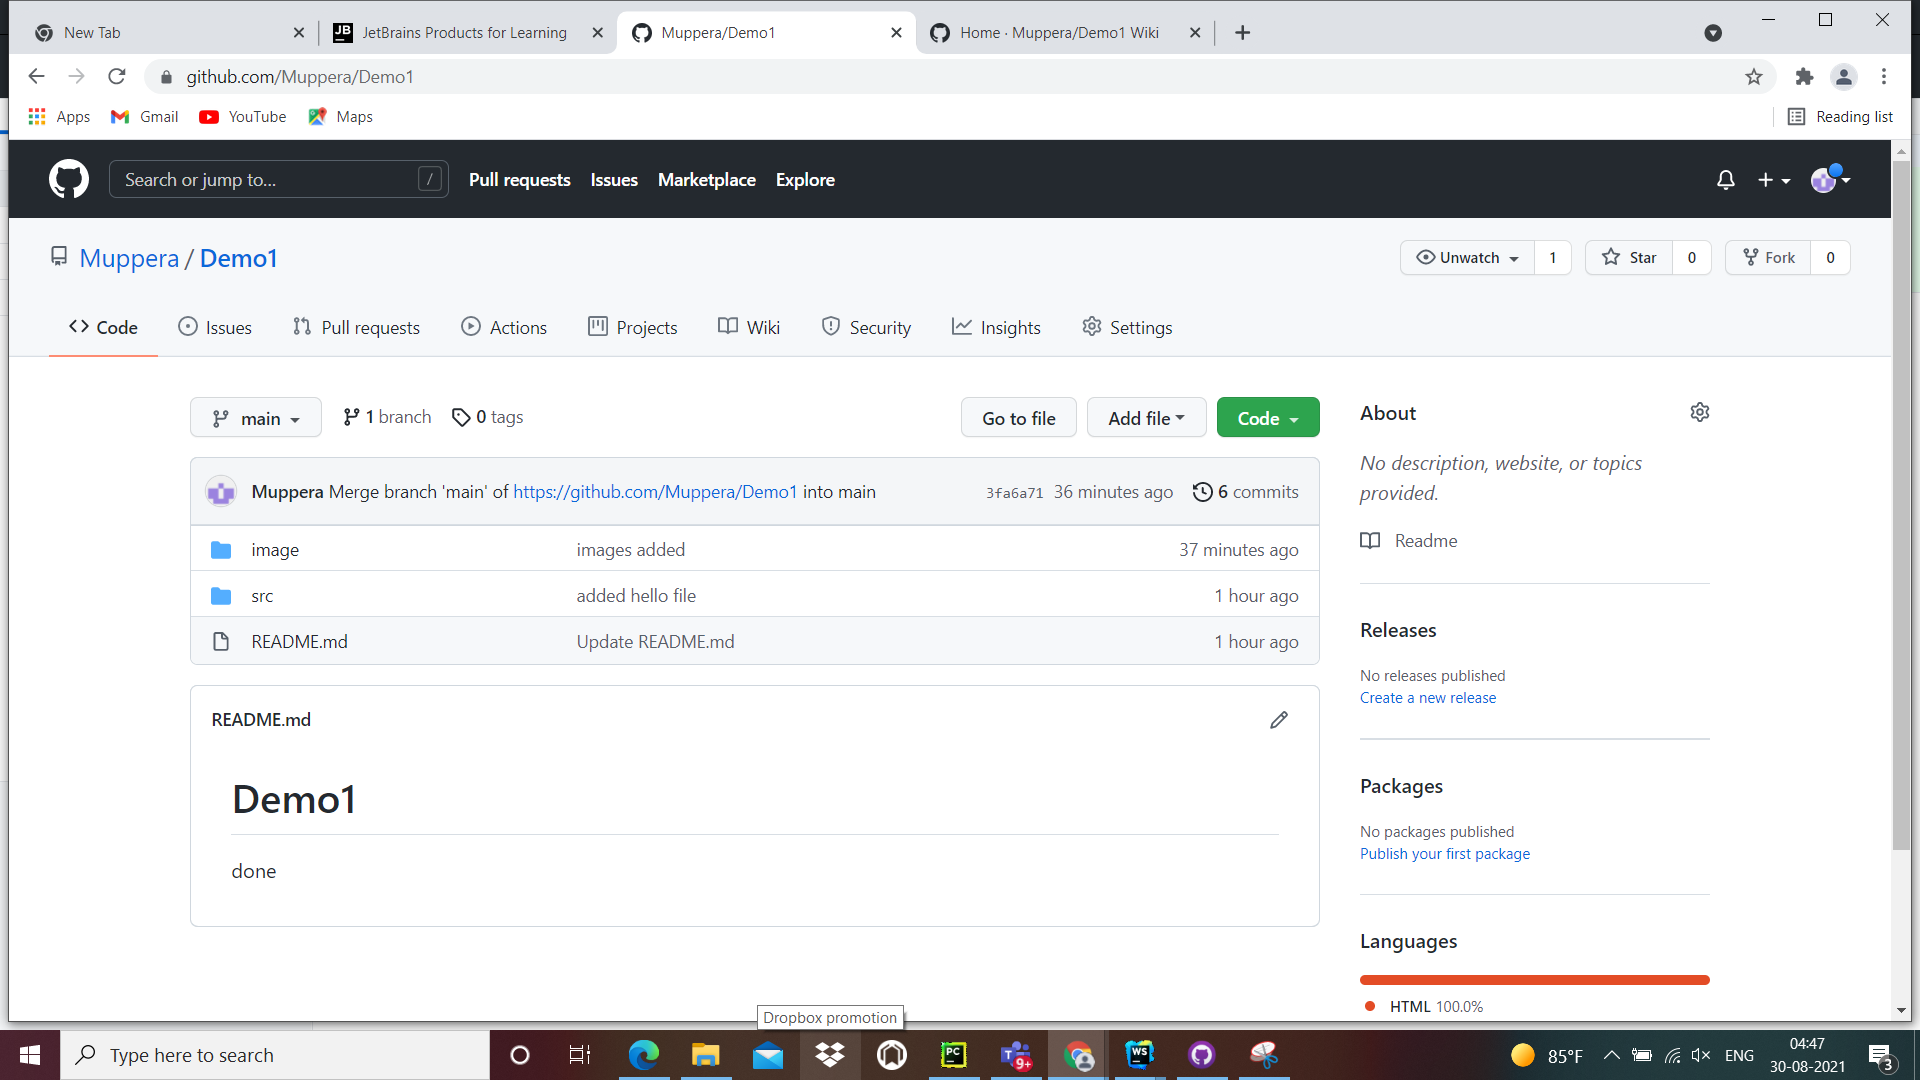 New Tab
JetBrains Products for Learning
Muppera/Demo1
Home · Muppera/Demo1 Wiki
github.com/Muppera/Demo1
Apps
Gmail
YouTube
Maps
Reading list
Search or jump to... /
Pull requests
Issues
Marketplace
Explore
Muppera / Demo1
Unwatch 1
Star 0
Fork 0
Code
Issues
Pull requests
Actions
Projects
Wiki
Security
Insights
Settings
main
1 branch
0 tags
Go to file
Add file
Code
Muppera Merge branch 'main' of https://github.com/Muppera/Demo1 into main
3fa6a71 36 minutes ago
6 commits
image
images added
37 minutes ago
src
added hello file
1 hour ago
README.md
Update README.md
1 hour ago
README.md
Demo1
done
About
No description, website, or topics
provided.
Readme
Releases
No releases published
Create a new release
Packages
No packages published
Publish your first package
Languages
HTML 100.0%
Dropbox promotion
Type here to search
PC
9+
WS
85°F
ENG
04:47
30-08-2021
3